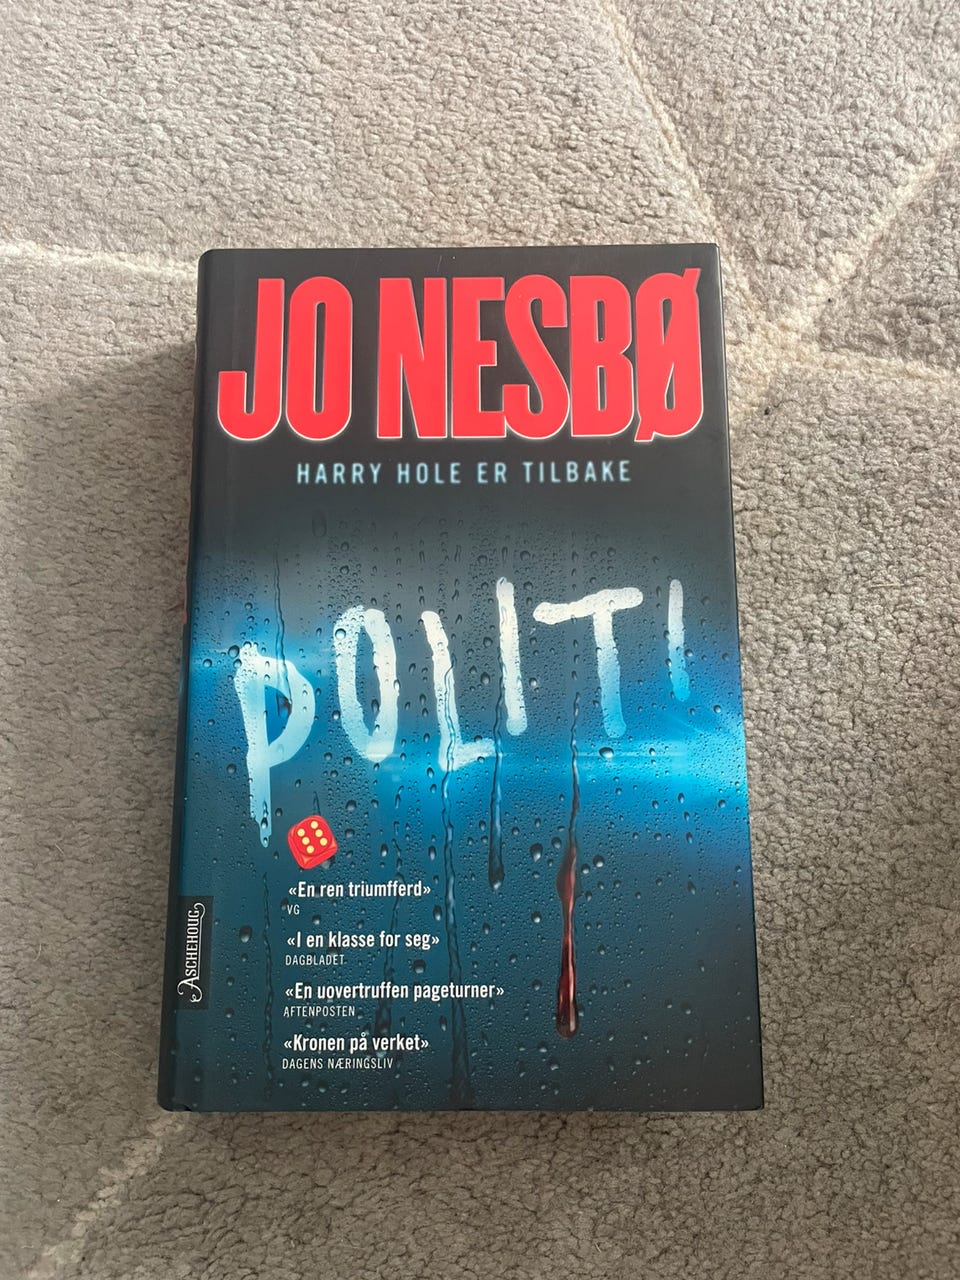 JO NESBØ
HARRY HOLE ER TILBAKE
POLITI
«En ren triumfferd»
VG
«I en klasse for seg»
DAGBLADET
«En uovertruffen pageturner»
AFTENPOSTEN
«Kronen på verket»
DAGENS NÆRINGSLIV
ASCHEHOUG